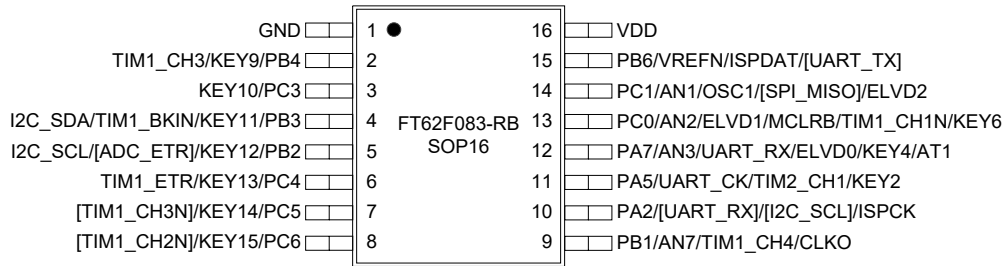 GND 1 16 VDD
TIM1_CH3/KEY9/PB4 2 15 PB6/VREFN/ISPDAT/[UART_TX]
KEY10/PC3 3 14 PC1/AN1/OSC1/[SPI_MISO]/ELVD2
I2C_SDA/TIM1_BKIN/KEY11/PB3 4 FT62F083-RB 13 PC0/AN2/ELVD1/MCLRB/TIM1_CH1N/KEY6
SOP16
I2C_SCL/[ADC_ETR]/KEY12/PB2 5 12 PA7/AN3/UART_RX/ELVD0/KEY4/AT1
TIM1_ETR/KEY13/PC4 6 11 PA5/UART_CK/TIM2_CH1/KEY2
[TIM1_CH3N]/KEY14/PC5 7 10 PA2/[UART_RX]/[I2C_SCL]/ISPCK
[TIM1_CH2N]/KEY15/PC6 8 9 PB1/AN7/TIM1_CH4/CLKO